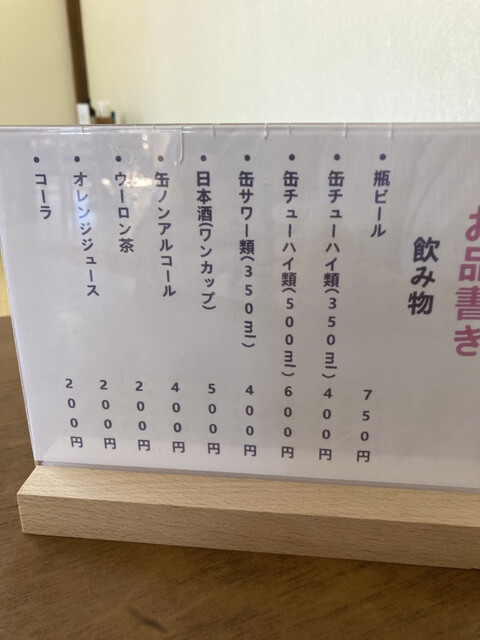 お品書き
飲み物
・瓶ビール 750円
・缶チューハイ類(350ml) 400円
・缶チューハイ類(500ml) 600円
・缶サワー類(350ml) 400円
・日本酒(ワンカップ) 500円
・缶ノンアルコール 400円
・ウーロン茶 200円
・オレンジジュース 200円
・コーラ 200円